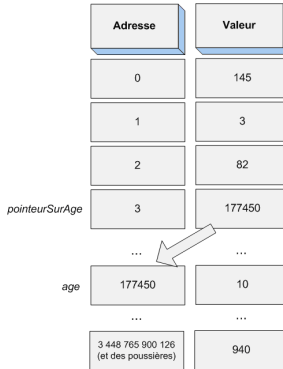 Adresse Valeur
0 145
1 3
2 82
pointeurSurAge 3 177450
... ...
age 177450 10
... ...
3 448 765 900 126
(et des poussières) 940